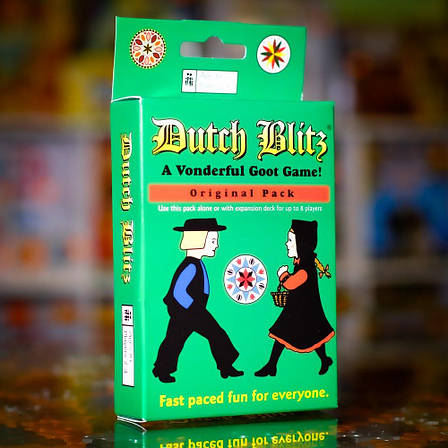 Dutch Blitz®
A Vonderful Goot Game!
Original Pack
Use this pack alone or with expansion deck for up to 8 players
Fast paced fun for everyone.
Dutch Blitz